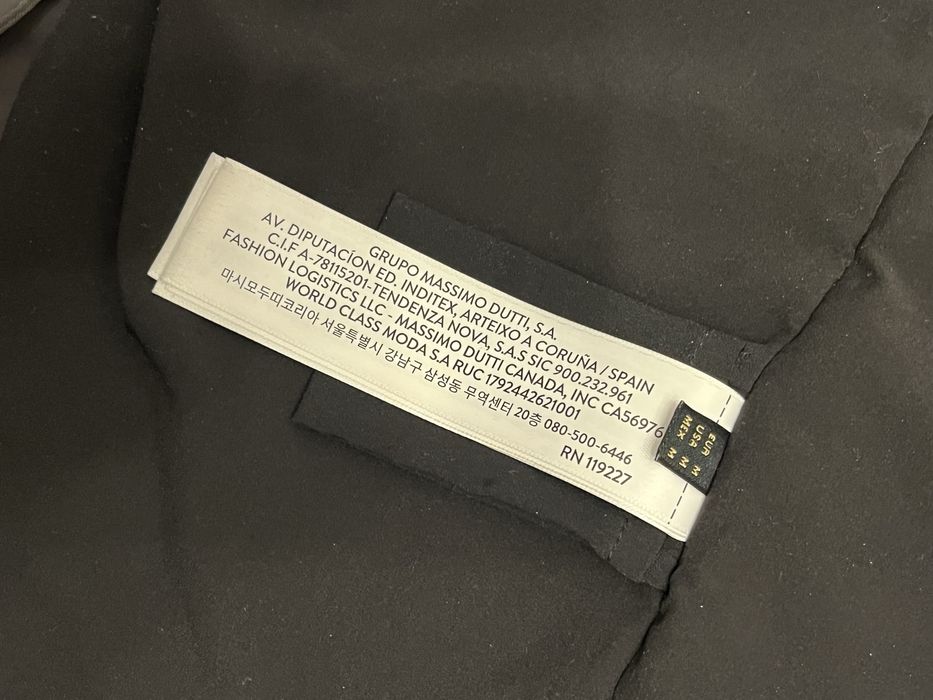 GRUPO MASSIMO DUTTI, S.A.
AV. DIPUTACÍON ED. INDITEX, ARTEIXO A CORUÑA / SPAIN
C.I.F A-78115201-TENDENZA NOVA, S.A.S SIC 900.232.961
FASHION LOGISTICS LLC - MASSIMO DUTTI CANADA, INC CA56976
WORLD CLASS MODA S.A RUC 1792442621001
마시모두띠코리아 서울특별시 강남구 삼성동 무역센터 20층 080-500-6446
RN 119227
EUR M
USA M
MEX M